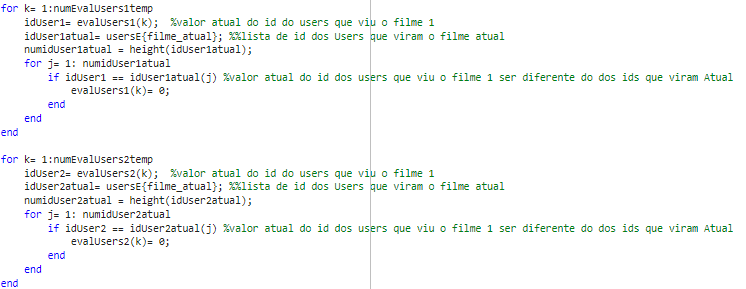 for k= 1:numEvalUsers1temp
    idUser1= evalUsers1(k);  %valor atual do id do users que viu o filme 1
    idUser1atual= usersE{filme_atual}; %%lista de id dos Users que viram o filme atual
    numidUser1atual = height(idUser1atual);
    for j= 1: numidUser1atual
        if idUser1 == idUser1atual(j) %valor atual do id dos users que viu o filme 1 ser diferente do dos ids que viram Atual
            evalUsers1(k)= 0;
        end
    end
end
for k= 1:numEvalUsers2temp
    idUser2= evalUsers2(k);  %valor atual do id do users que viu o filme 1
    idUser2atual= usersE{filme_atual}; %%lista de id dos Users que viram o filme atual
    numidUser2atual = height(idUser2atual);
    for j= 1: numidUser2atual
        if idUser2 == idUser2atual(j) %valor atual do id dos users que viu o filme 1 ser diferente do dos ids que viram Atual
            evalUsers2(k)= 0;
        end
    end
end